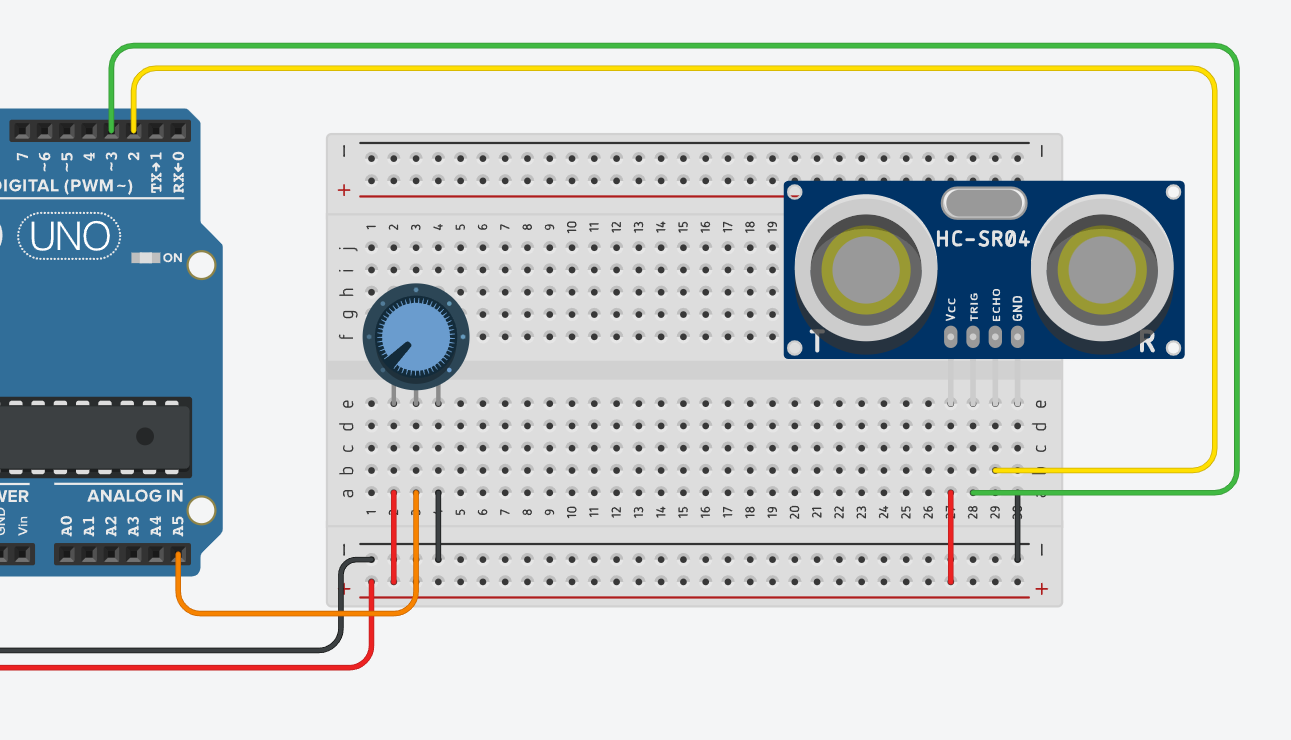 7 ~6 ~5 4 ~3 2 TX→1 RX←0
DIGITAL (PWM~)
UNO
ON
WER
ANALOG IN
GND Vin A0 A1 A2 A3 A4 A5
− −
+
1 2 3 4 5 6 7 8 9 10 11 12 13 14 15 16 17 18 19
j
i
h
g
f
HC-SR04
Vcc TRIG ECHO GND
T R
e e
d d
c c
b b
a a
1 2 3 4 5 6 7 8 9 10 11 12 13 14 15 16 17 18 19 20 21 22 23 24 25 26 27 28 29 30
− −
+ +